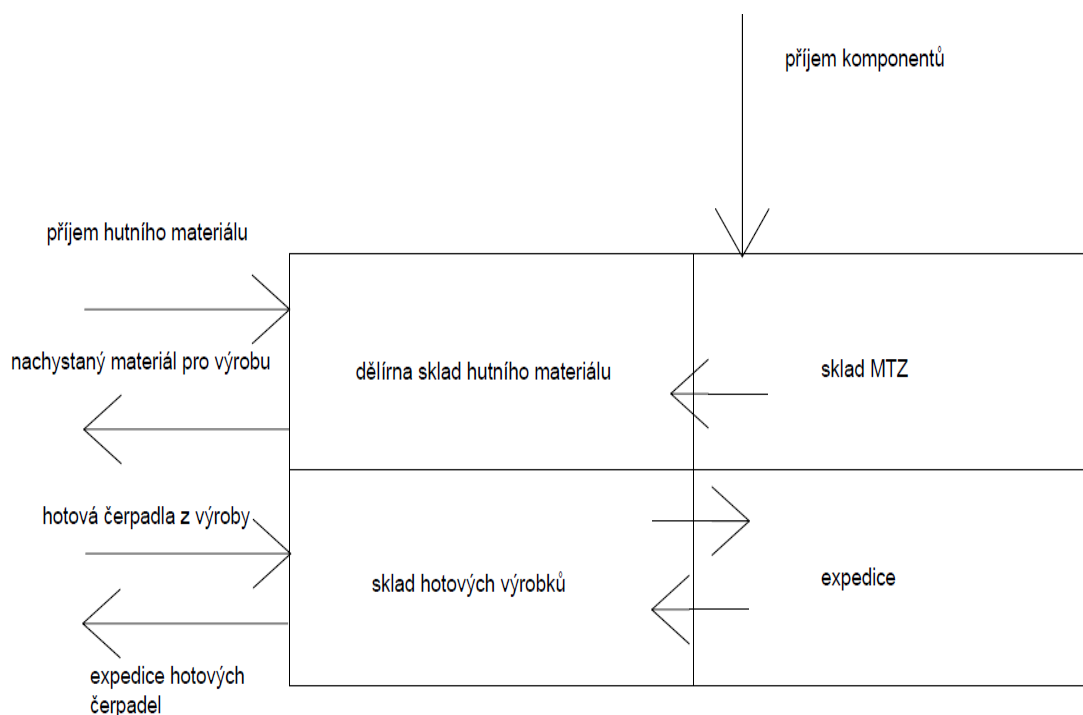 příjem komponentů
příjem hutního materiálu
nachystaný materiál pro výrobu
dělírna sklad hutního materiálu
sklad MTZ
hotová čerpadla z výroby
sklad hotových výrobků
expedice
expedice hotových
čerpadel